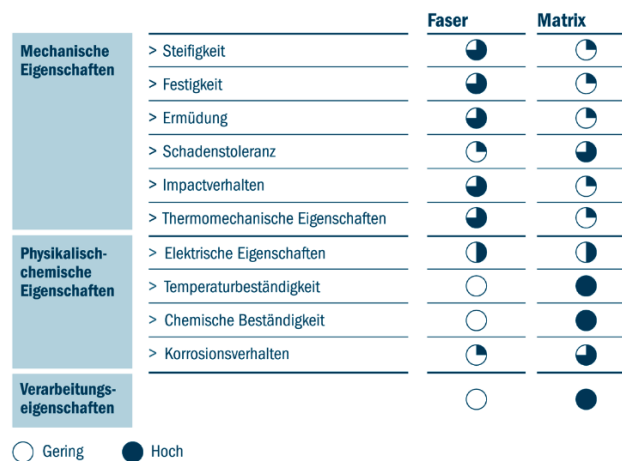 Faser Matrix
Mechanische
Eigenschaften
> Steifigkeit
> Festigkeit
> Ermüdung
> Schadenstoleranz
> Impactverhalten
> Thermomechanische Eigenschaften
Physikalisch-
chemische
Eigenschaften
> Elektrische Eigenschaften
> Temperaturbeständigkeit
> Chemische Beständigkeit
> Korrosionsverhalten
Verarbeitungs-
eigenschaften
Gering Hoch